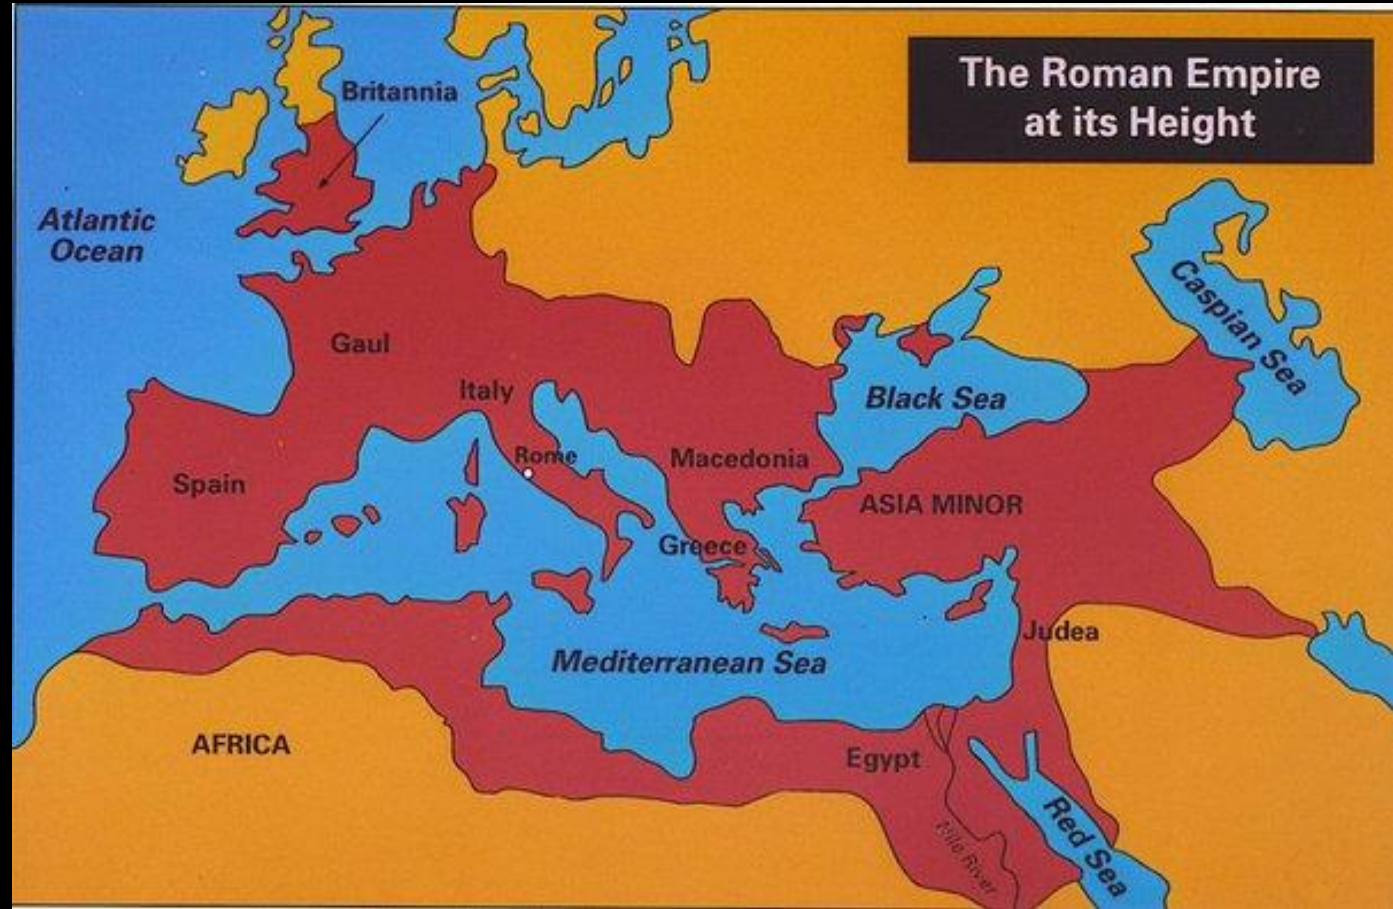 The Roman Empire
at its Height
Britannia
Atlantic
Ocean
Caspian Sea
Gaul
Italy
Black Sea
Rome
Macedonia
Spain
ASIA MINOR
Greece
Judea
Mediterranean Sea
AFRICA
Egypt
Nile River
Red Sea